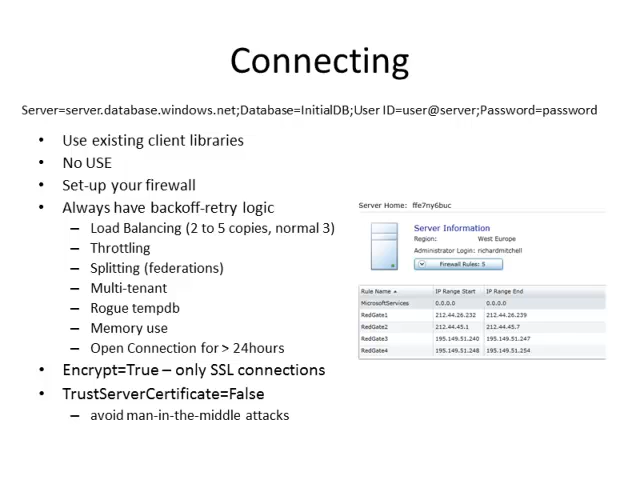 Connecting
Server=server.database.windows.net;Database=InitialDB;User ID=user@server;Password=password
• Use existing client libraries
• No USE
• Set-up your firewall
• Always have backoff-retry logic
– Load Balancing (2 to 5 copies, normal 3)
– Throttling
– Splitting (federations)
– Multi-tenant
– Rogue tempdb
– Memory use
– Open Connection for > 24hours
• Encrypt=True – only SSL connections
• TrustServerCertificate=False
– avoid man-in-the-middle attacks
Server Home: ffe7ny6buc
Server Information
Region: West Europe
Administrator Login: richardmitchell
Firewall Rules: 5
Rule Name IP Range Start IP Range End
MicrosoftServices 0.0.0.0 0.0.0.0
RedGate1 212.44.26.232 212.44.26.239
RedGate2 212.44.45.1 212.44.45.7
RedGate3 195.149.51.240 195.149.51.247
RedGate4 195.149.51.248 195.149.51.254